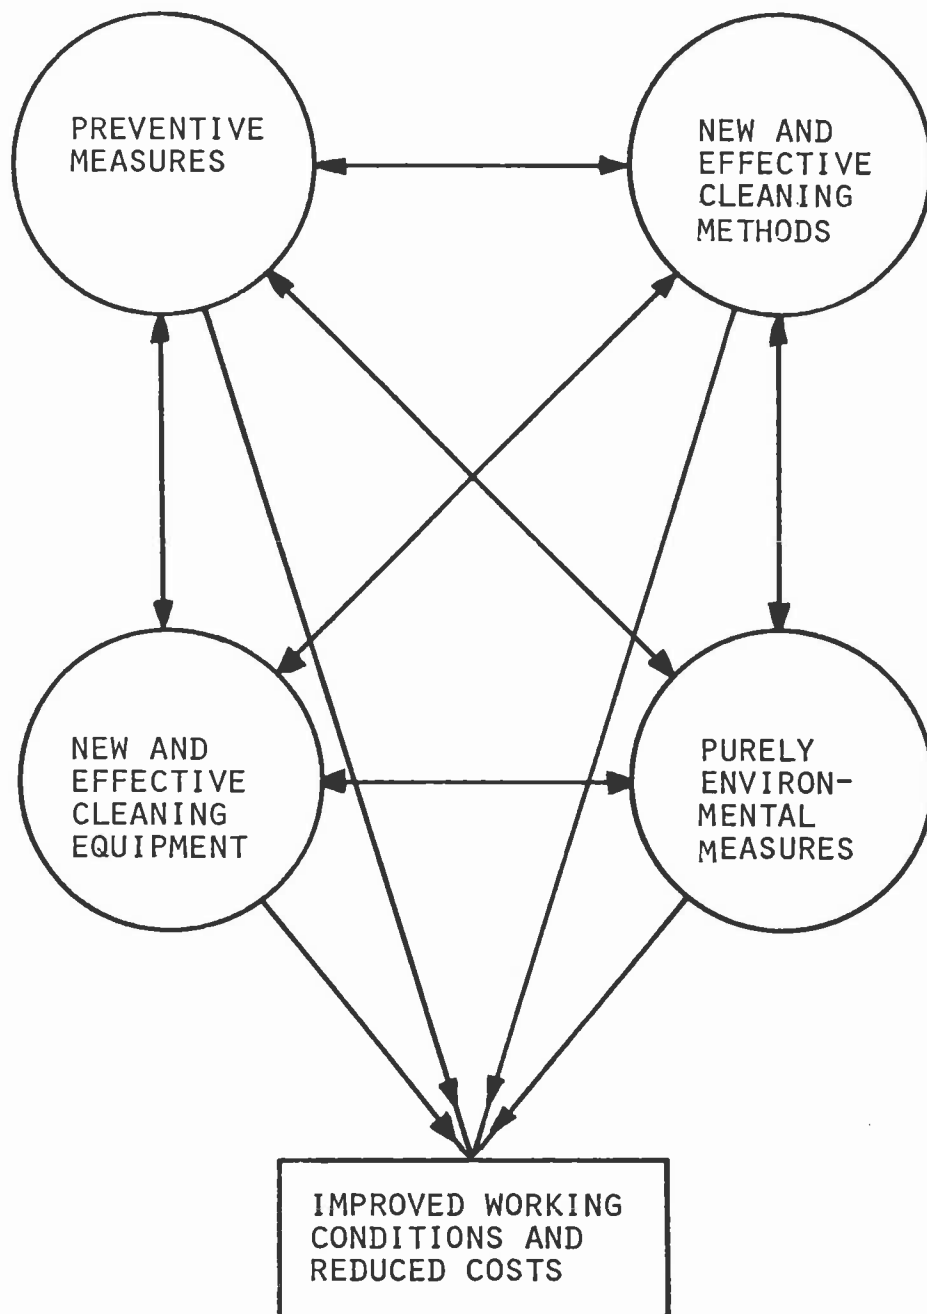 PREVENTIVE
MEASURES
NEW AND
EFFECTIVE
CLEANING
METHODS
NEW AND
EFFECTIVE
CLEANING
EQUIPMENT
PURELY
ENVIRON-
MENTAL
MEASURES
IMPROVED WORKING
CONDITIONS AND
REDUCED COSTS